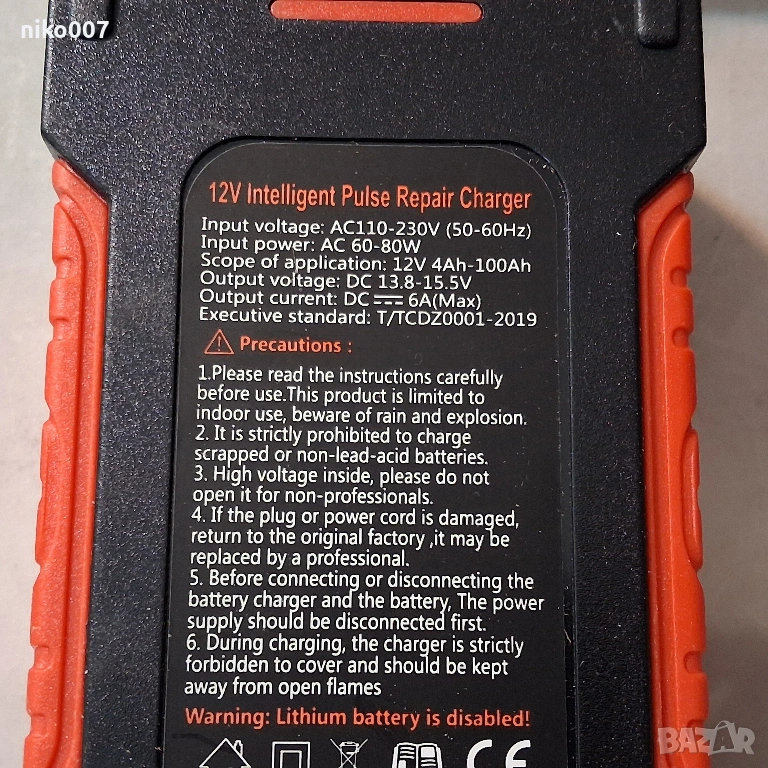 niko007
12V Intelligent Pulse Repair Charger
Input voltage: AC110-230V (50-60Hz)
Input power: AC 60-80W
Scope of application: 12V 4Ah-100Ah
Output voltage: DC 13.8-15.5V
Output current: DC 6A(Max)
Executive standard: T/TCDZ0001-2019
Precautions :
1.Please read the instructions carefully
before use.This product is limited to
indoor use, beware of rain and explosion.
2. It is strictly prohibited to charge
scrapped or non-lead-acid batteries.
3. High voltage inside, please do not
open it for non-professionals.
4. If the plug or power cord is damaged,
return to the original factory ,it may be
replaced by a professional.
5. Before connecting or disconnecting the
battery charger and the battery, The power
supply should be disconnected first.
6. During charging, the charger is strictly
forbidden to cover and should be kept
away from open flames
Warning: Lithium battery is disabled!
CE
BAZAR